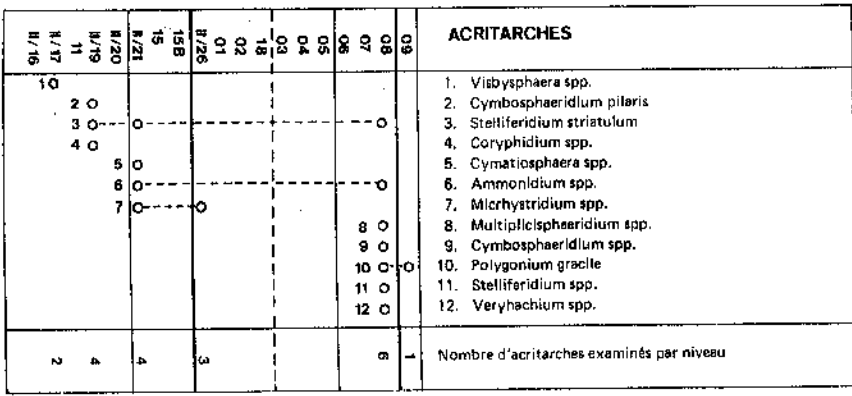 II/16 II/17 11 II/19 II/20 II/21 15 15B II/26 01 02 18 03 04 05 06 07 08 09 ACRITARCHES
1 1. Visbysphaera spp.
2 2. Cymbosphaeridium pilaris
3 3. Stelliferidium striatulum
4 4. Coryphidium spp.
5 5. Cymatiosphaera spp.
6 6. Ammonidium spp.
7 7. Micrhystridium spp.
8 8. Multiplicisphaeridium spp.
9 9. Cymbosphaeridium spp.
10 10. Polygonium gracile
11 11. Stelliferidium spp.
12 12. Veryhachium spp.
2 4 4 3 6 1 Nombre d'acritarches examinés par niveau